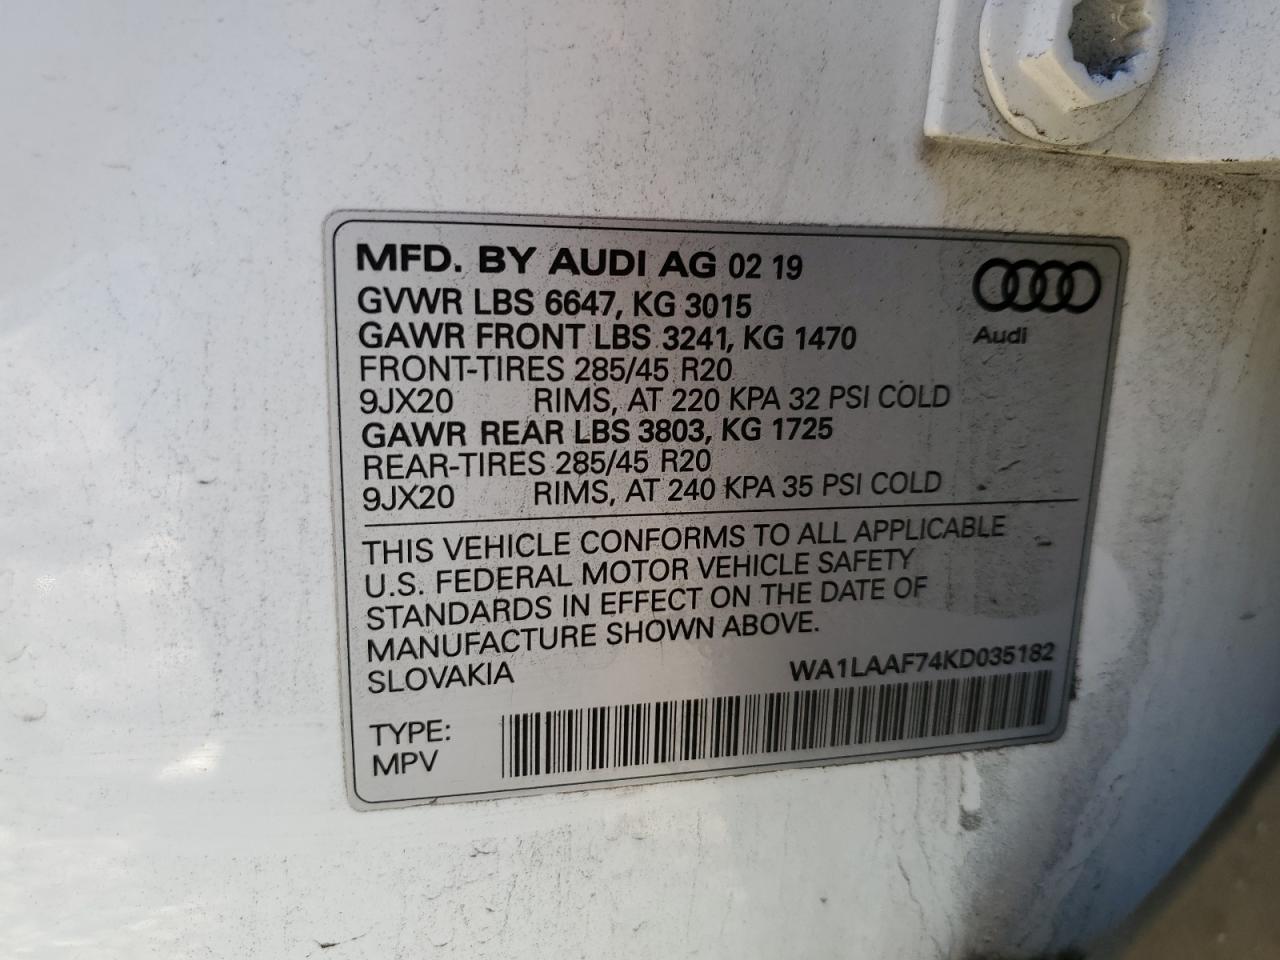 MFD. BY AUDI AG 02 19
GVWR LBS 6647, KG 3015
GAWR FRONT LBS 3241, KG 1470
FRONT-TIRES 285/45 R20
9JX20 RIMS, AT 220 KPA 32 PSI COLD
GAWR REAR LBS 3803, KG 1725
REAR-TIRES 285/45 R20
9JX20 RIMS, AT 240 KPA 35 PSI COLD
Audi
THIS VEHICLE CONFORMS TO ALL APPLICABLE
U.S. FEDERAL MOTOR VEHICLE SAFETY
STANDARDS IN EFFECT ON THE DATE OF
MANUFACTURE SHOWN ABOVE.
SLOVAKIA
WA1LAAF74KD035182
TYPE:
MPV